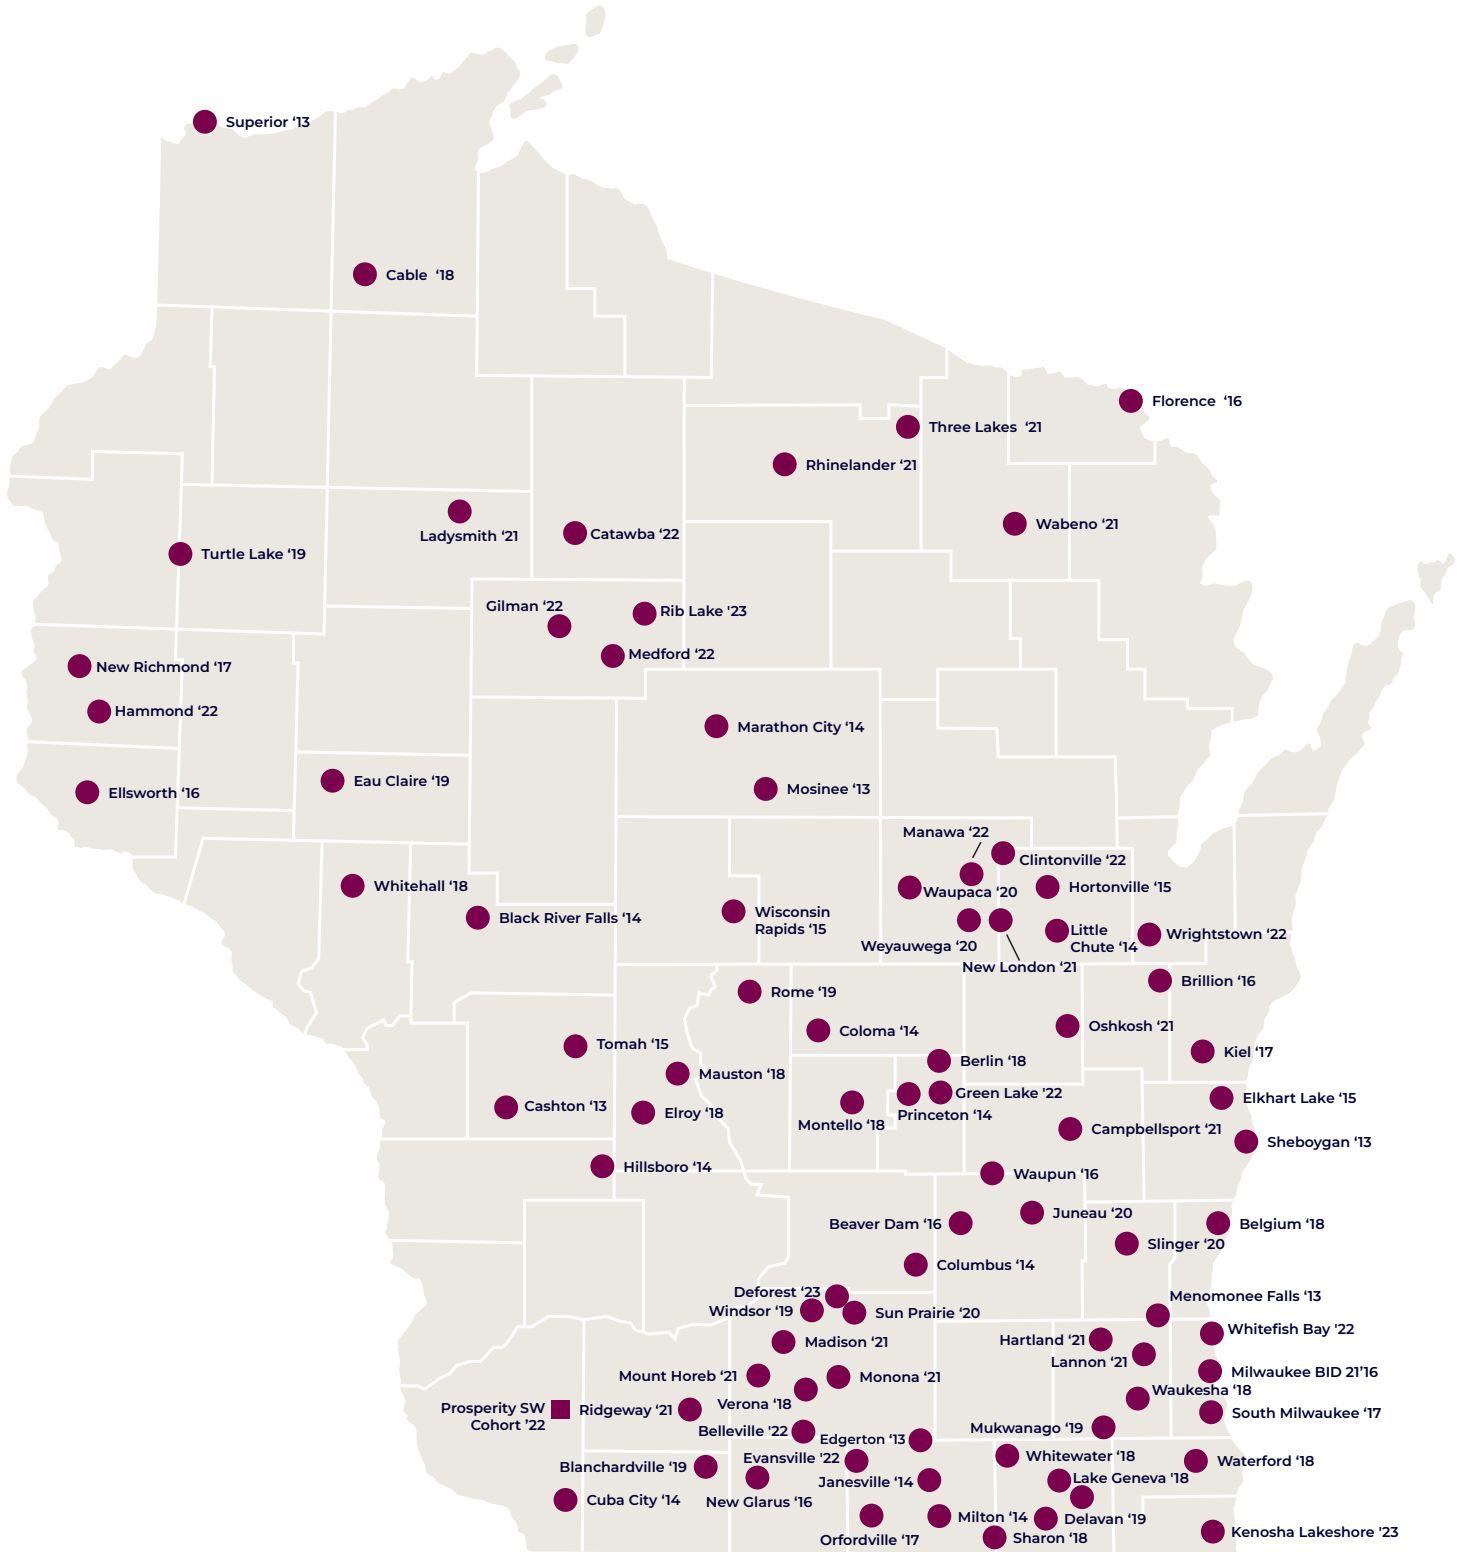 Superior ‘13
Cable ‘18
Florence ‘16
Three Lakes ‘21
Rhinelander ‘21
Wabeno ‘21
Ladysmith ‘21
Catawba ‘22
Turtle Lake ‘19
Gilman ‘22
Rib Lake '23
Medford ‘22
New Richmond ‘17
Hammond ‘22
Marathon City ‘14
Eau Claire ‘19
Mosinee ‘13
Ellsworth ‘16
Manawa ‘22
Clintonville ‘22
Whitehall ‘18
Waupaca ‘20
Hortonville ‘15
Black River Falls ‘14
Wisconsin
Rapids ‘15
Weyauwega ‘20
Little
Chute ‘14
Wrightstown ‘22
New London ‘21
Brillion ‘16
Rome ‘19
Coloma ‘14
Oshkosh ‘21
Tomah ‘15
Kiel ‘17
Berlin ‘18
Mauston ‘18
Green Lake '22
Elkhart Lake ‘15
Cashton ‘13
Elroy ‘18
Princeton ‘14
Montello ‘18
Campbellsport ‘21
Sheboygan ‘13
Hillsboro ‘14
Waupun ‘16
Juneau ‘20
Beaver Dam ‘16
Belgium ‘18
Slinger ‘20
Columbus ‘14
Deforest ‘23
Menomonee Falls ‘13
Windsor ‘19
Sun Prairie ‘20
Whitefish Bay '22
Madison ‘21
Hartland ‘21
Lannon ‘21
Mount Horeb ‘21
Monona ‘21
Milwaukee BID 21’16
Waukesha ‘18
Verona ‘18
Prosperity SW
Cohort ’22
Ridgeway ‘21
South Milwaukee ‘17
Mukwanago ‘19
Belleville '22
Edgerton ‘13
Evansville '22
Whitewater ‘18
Waterford ‘18
Blanchardville ‘19
Janesville ‘14
Lake Geneva '18
New Glarus ‘16
Cuba City ‘14
Milton ‘14
Delavan ‘19
Orfordville ‘17
Sharon ‘18
Kenosha Lakeshore '23